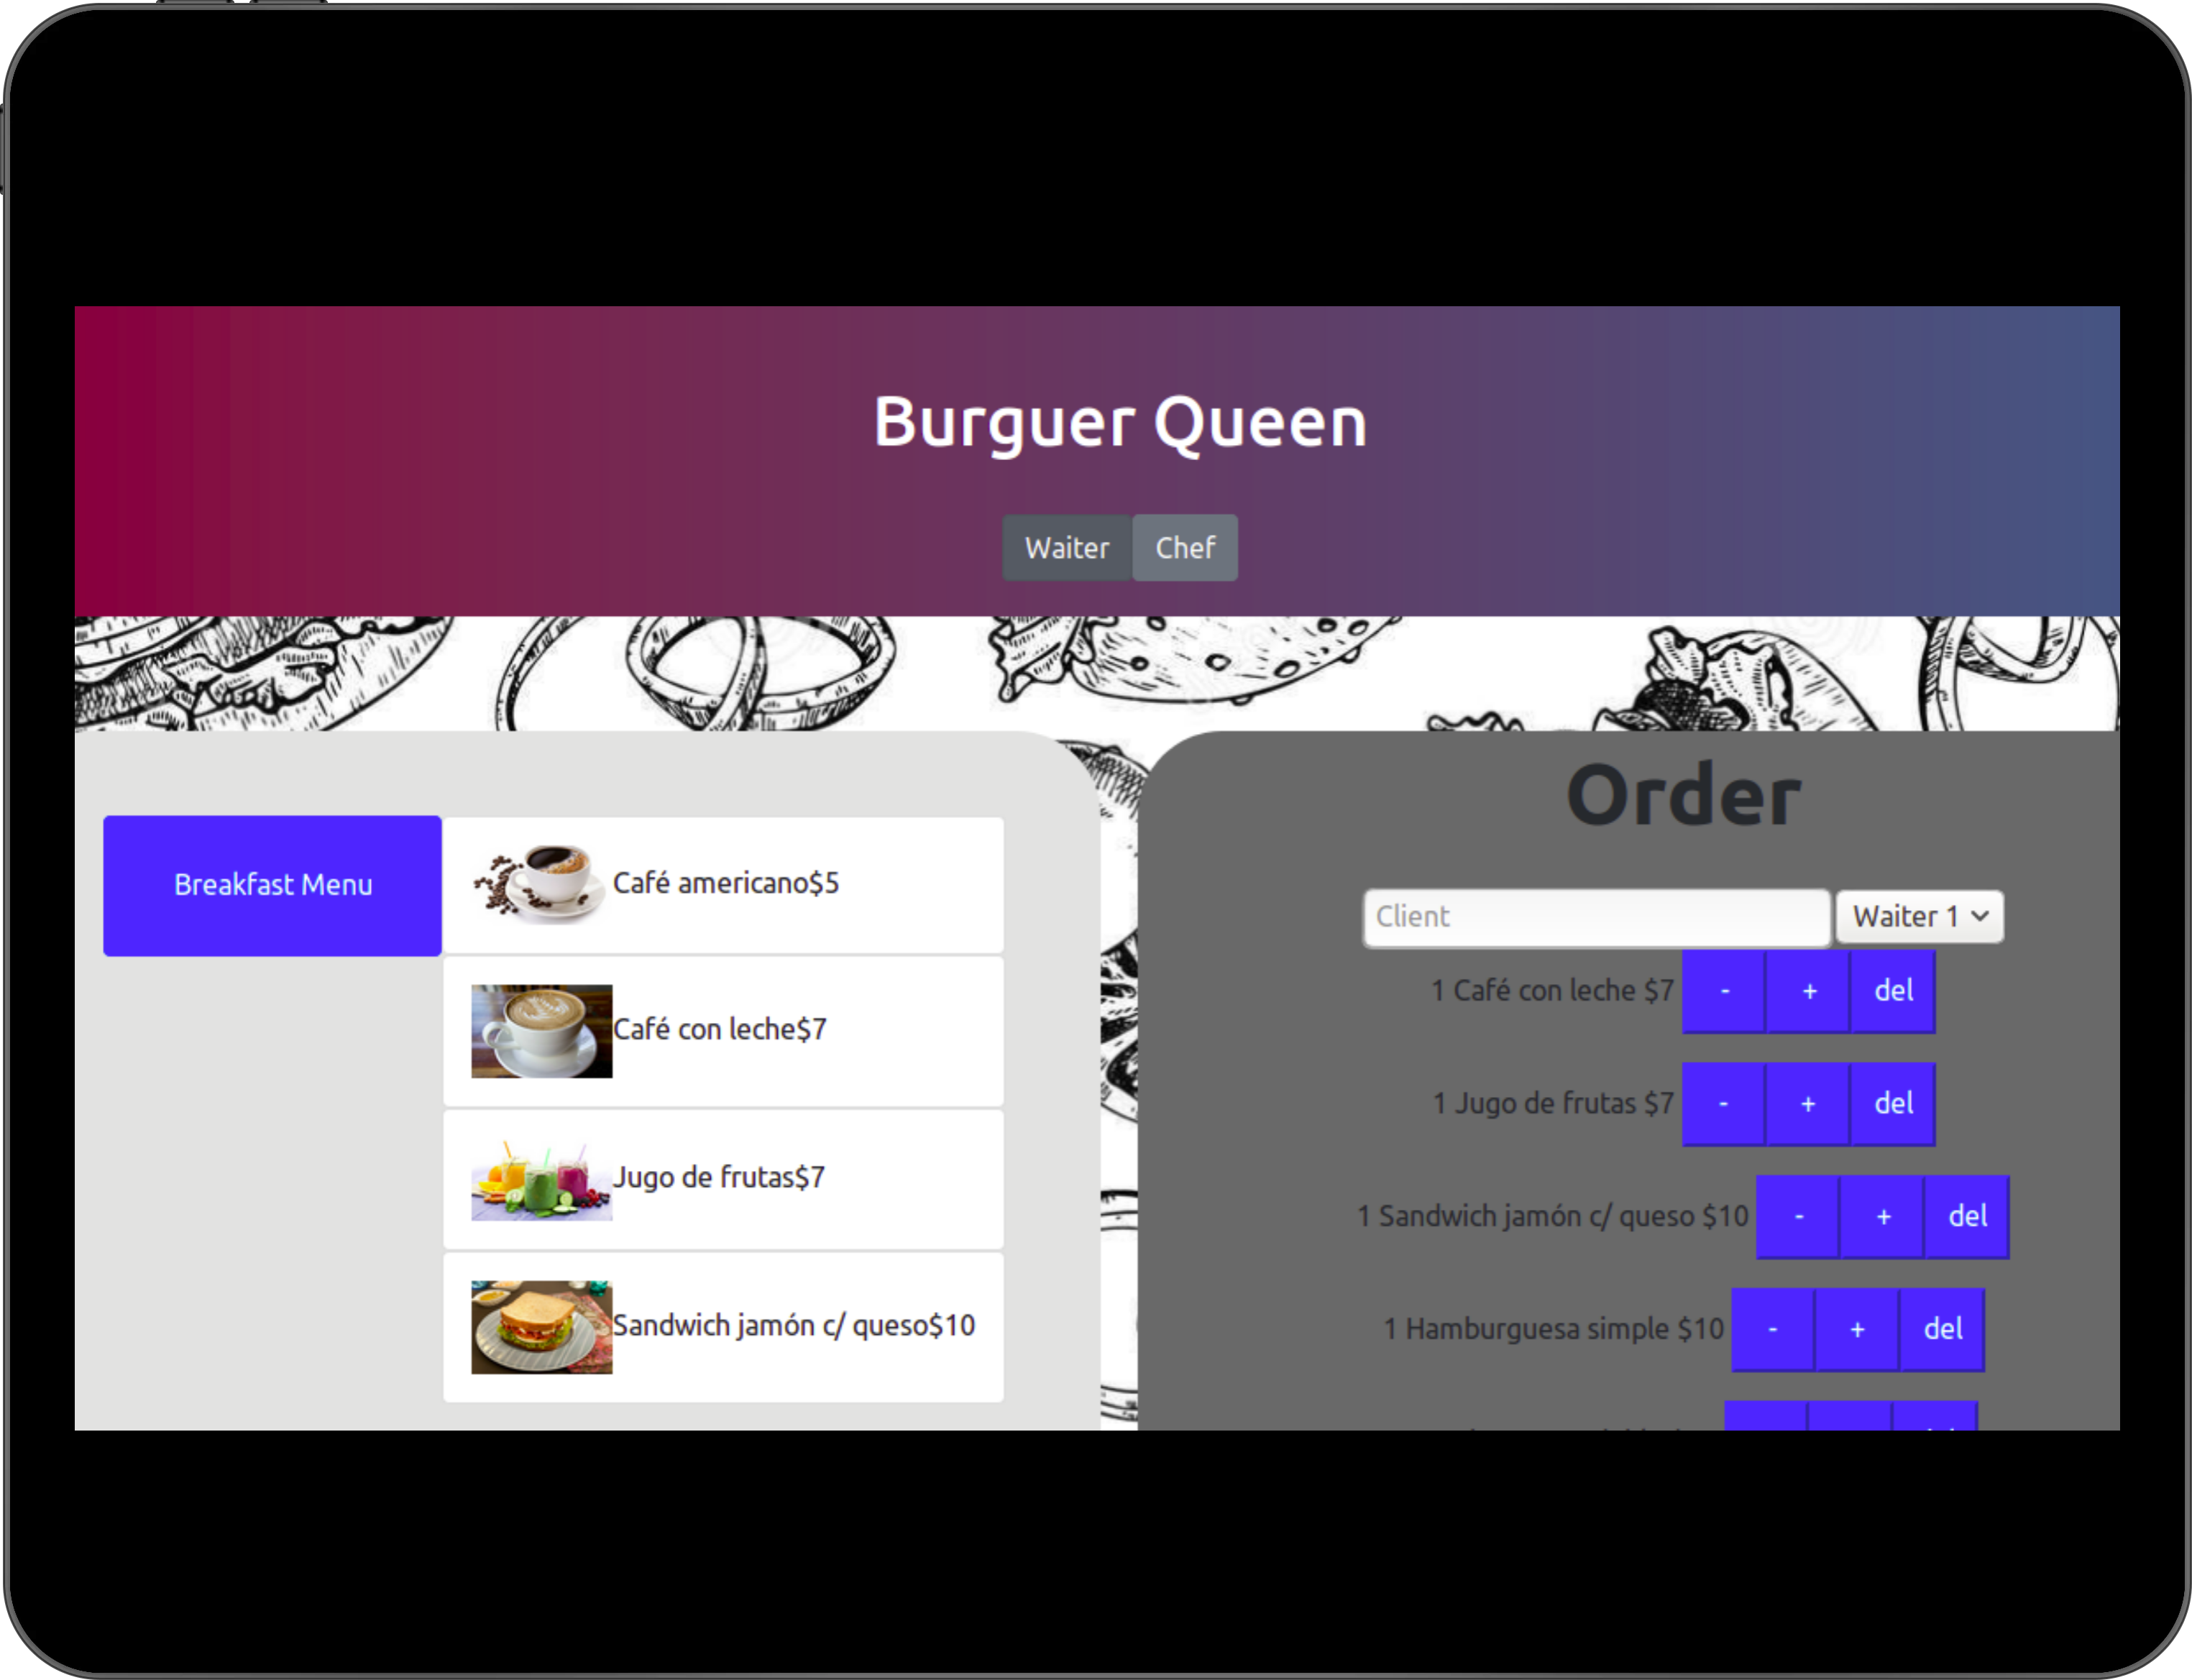 Burguer Queen
Waiter Chef
Breakfast Menu
Café americano$5
Café con leche$7
Jugo de frutas$7
Sandwich jamón c/ queso$10
Order
Client Waiter 1
1 Café con leche $7 - + del
1 Jugo de frutas $7 - + del
1 Sandwich jamón c/ queso $10 - + del
1 Hamburguesa simple $10 - + del